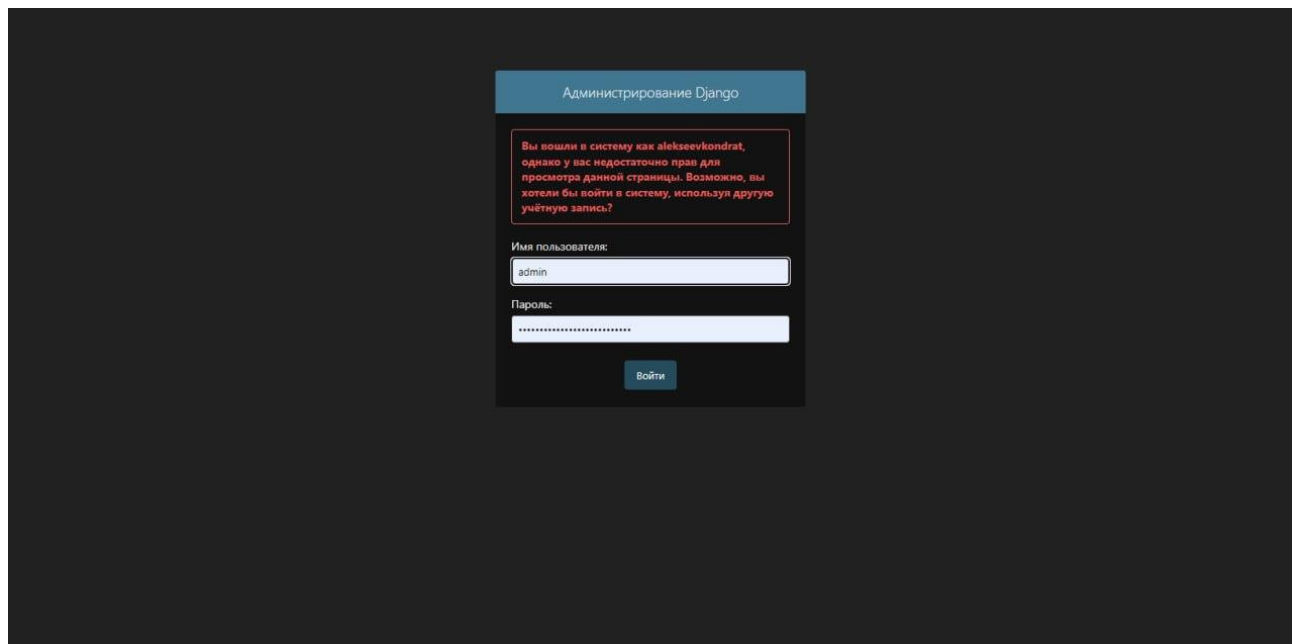 Администрирование Django
Вы вошли в систему как alekseevkondrat,
однако у вас недостаточно прав для
просмотра данной страницы. Возможно, вы
хотели бы войти в систему, используя другую
учётную запись?
Имя пользователя:
admin
Пароль:
Войти